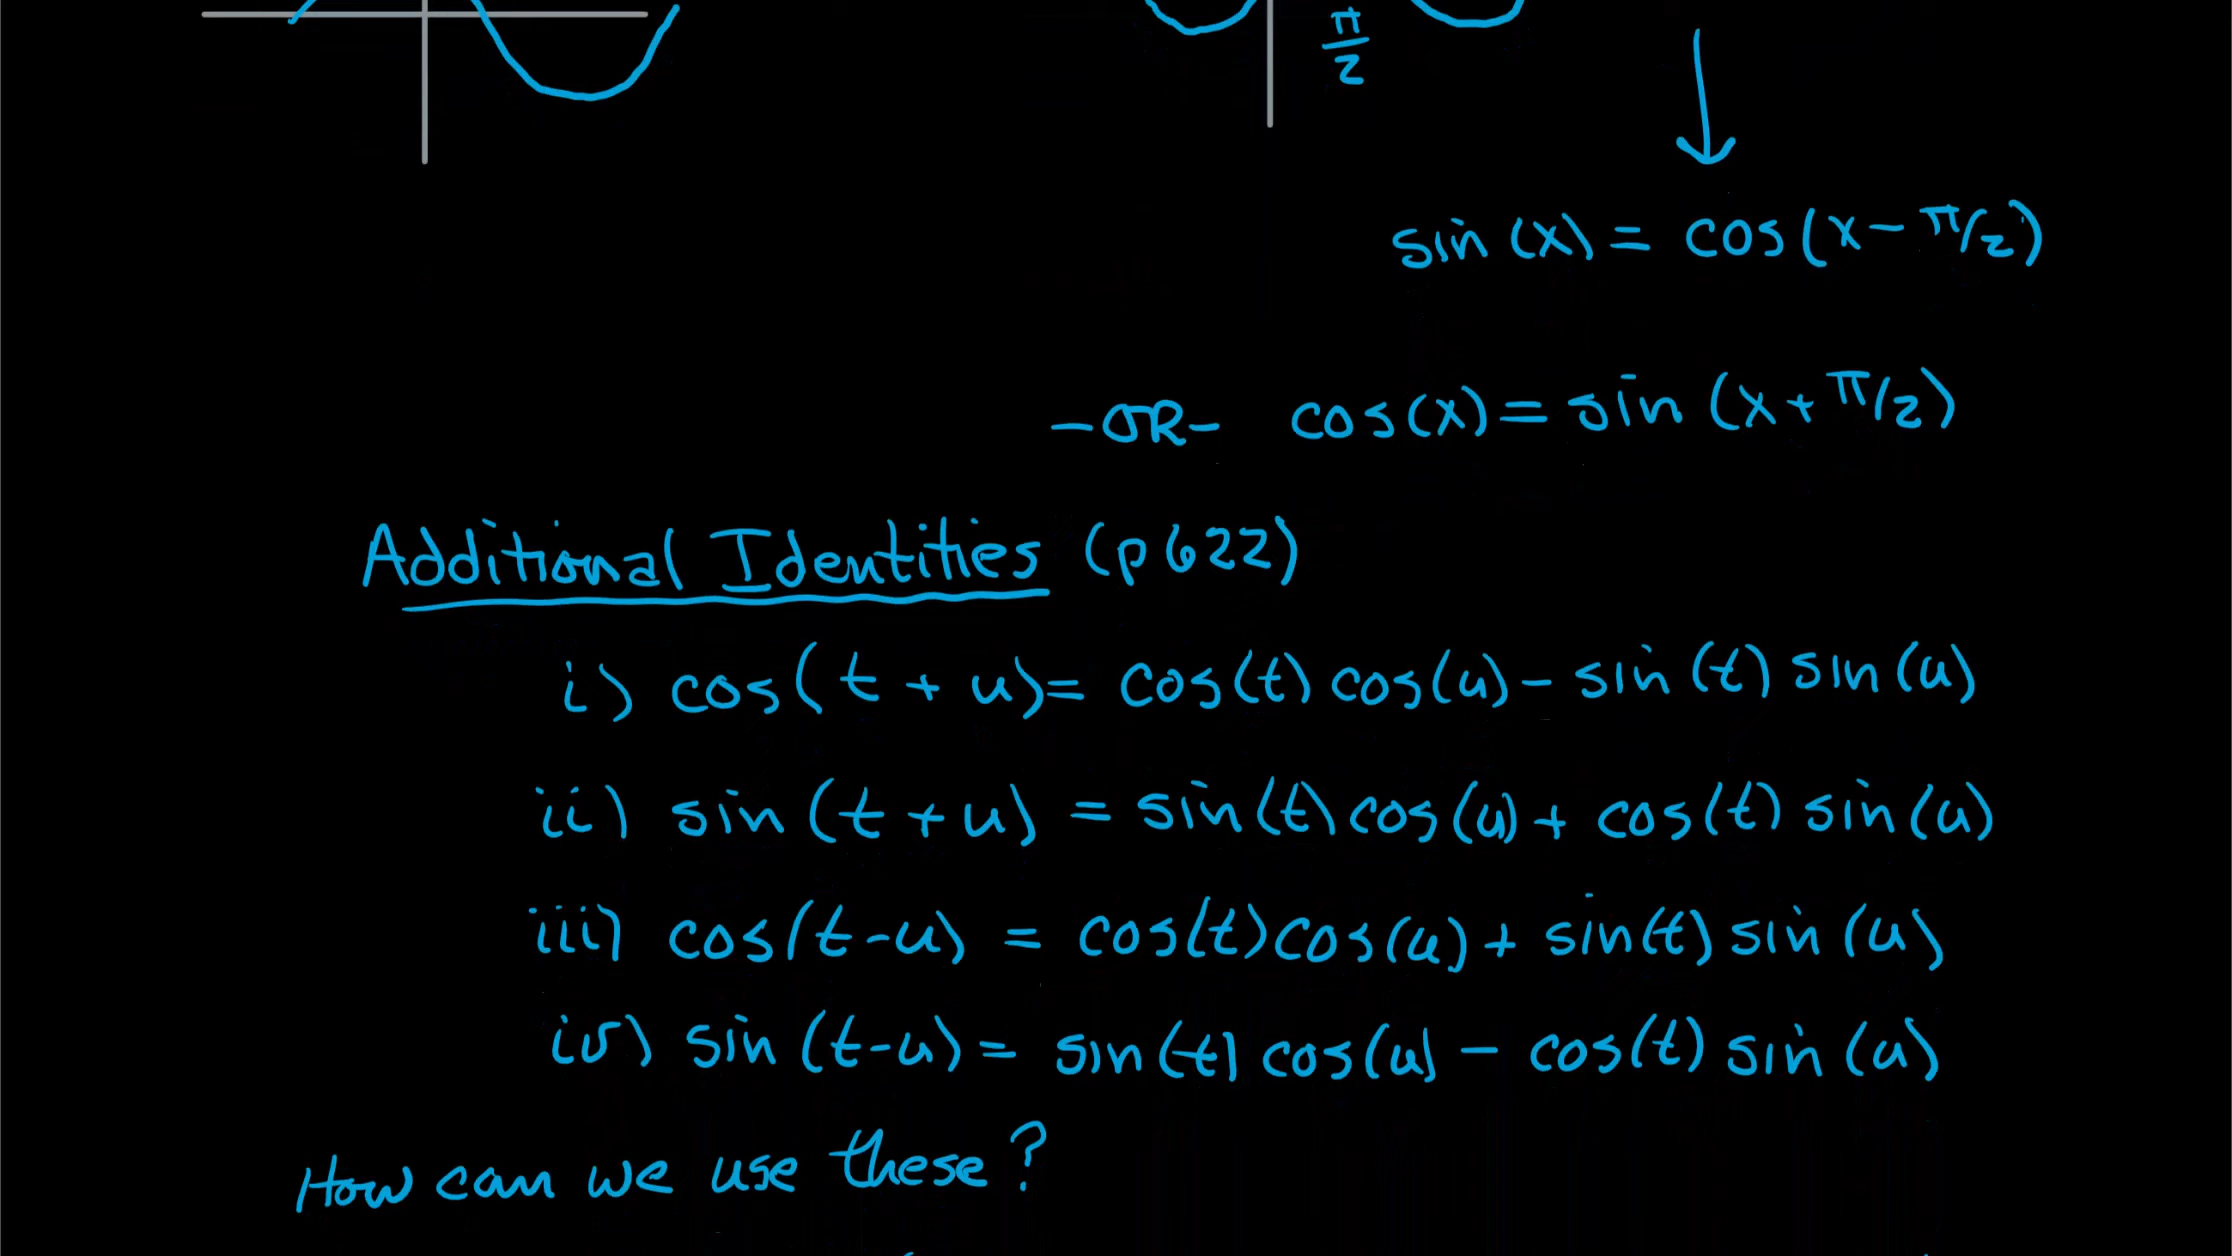 π/2
sin(x) = cos(x - π/2)
-OR- cos(x) = sin(x + π/2)
Additional Identities (p622)
i) cos(t + u) = cos(t) cos(u) - sin(t) sin(u)
ii) sin(t + u) = sin(t) cos(u) + cos(t) sin(u)
iii) cos(t-u) = cos(t) cos(u) + sin(t) sin(u)
iv) sin(t-u) = sin(t) cos(u) - cos(t) sin(u)
How can we use these?